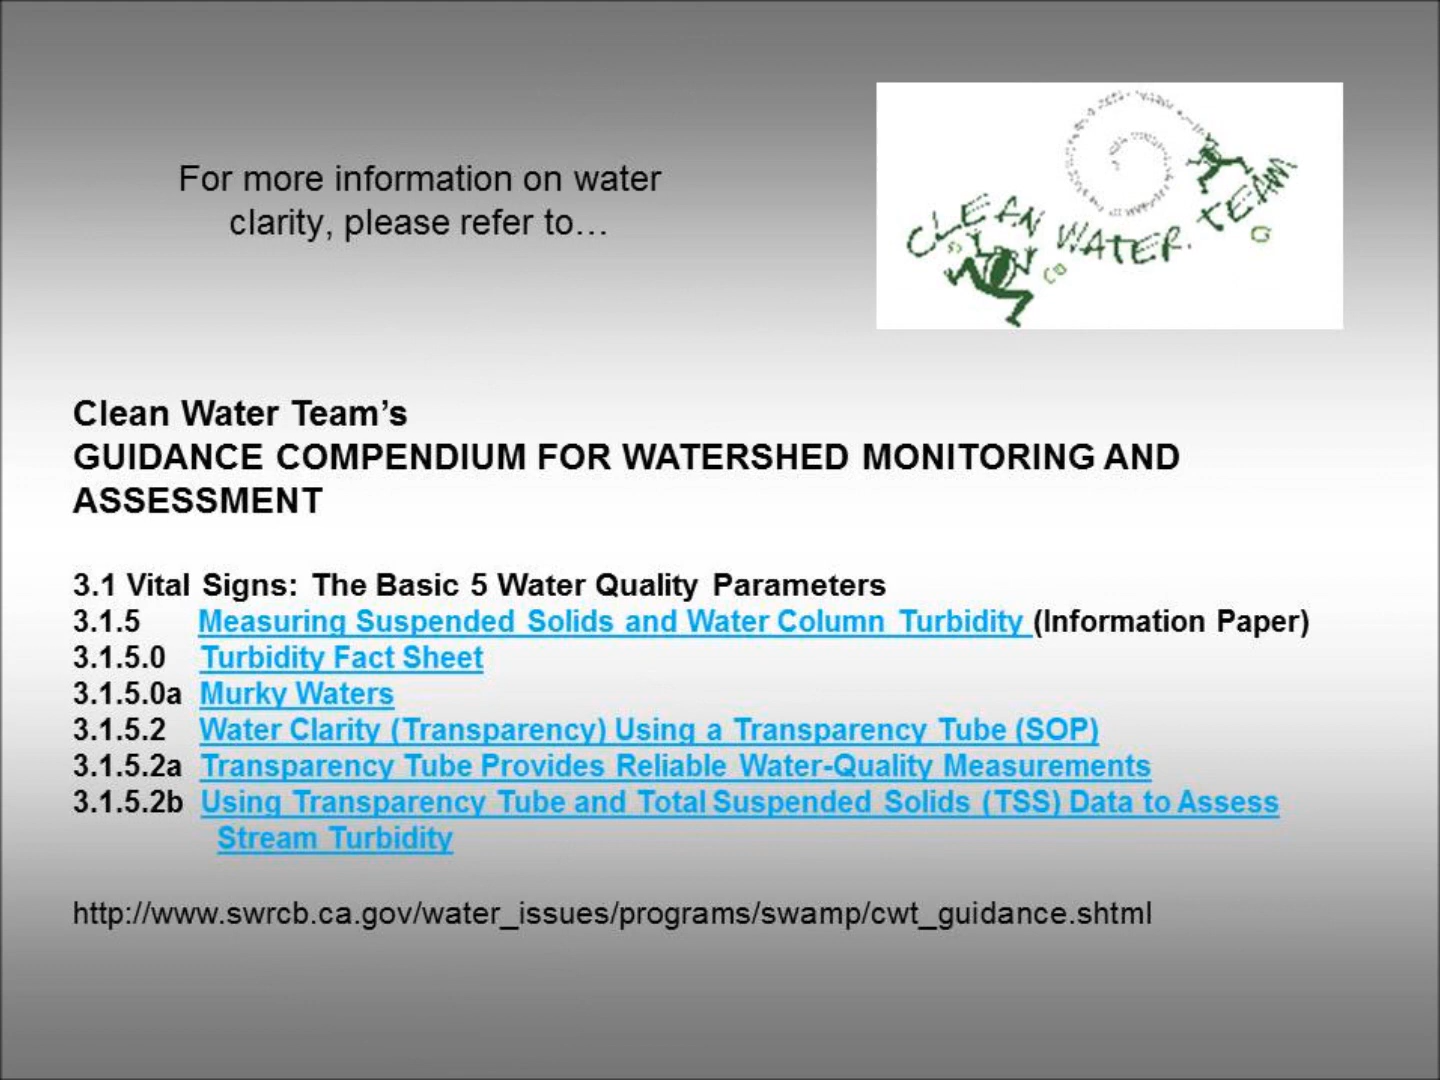 For more information on water
clarity, please refer to…
CLEAN WATER TEAM
Clean Water Team’s
GUIDANCE COMPENDIUM FOR WATERSHED MONITORING AND
ASSESSMENT
3.1 Vital Signs: The Basic 5 Water Quality Parameters
3.1.5 Measuring Suspended Solids and Water Column Turbidity (Information Paper)
3.1.5.0 Turbidity Fact Sheet
3.1.5.0a Murky Waters
3.1.5.2 Water Clarity (Transparency) Using a Transparency Tube (SOP)
3.1.5.2a Transparency Tube Provides Reliable Water-Quality Measurements
3.1.5.2b Using Transparency Tube and Total Suspended Solids (TSS) Data to Assess
Stream Turbidity
http://www.swrcb.ca.gov/water_issues/programs/swamp/cwt_guidance.shtml